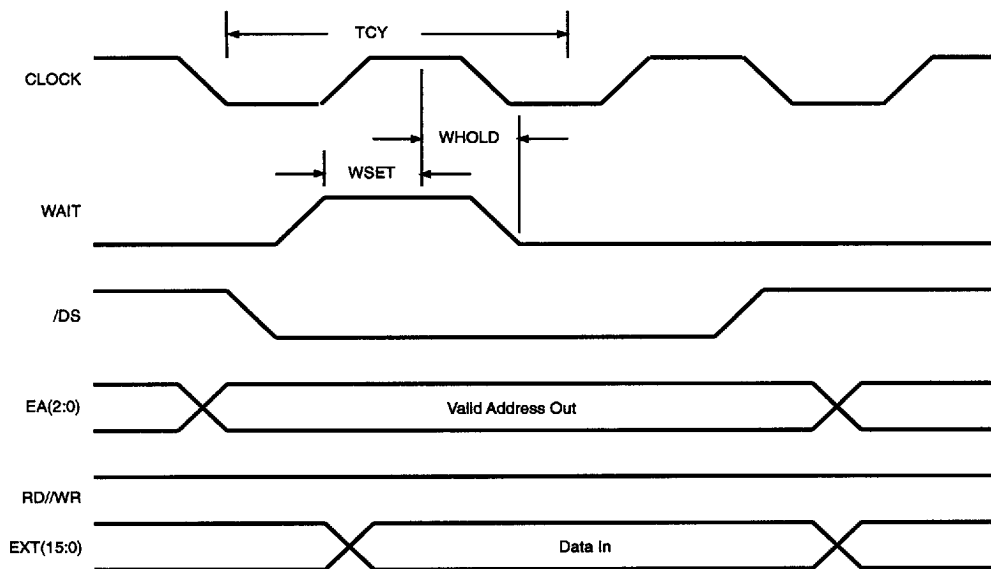 TCY
CLOCK
WHOLD
WSET
WAIT
/DS
EA(2:0)
Valid Address Out
RD//WR
EXT(15:0)
Data In